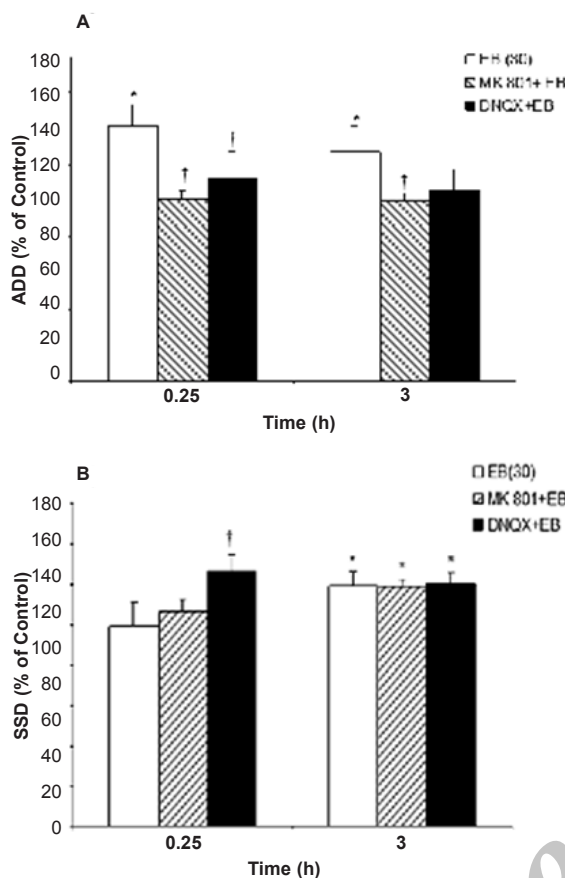 A
EB (30)
MK 801+EB
DNQX+EB
180
160
140
120
100
80
60
40
20
0
ADD (% of Control)
*
†
†
*
†
0.25
3
Time (h)
B
EB(30)
MK 801+EB
DNQX+EB
180
160
140
120
100
80
60
40
20
0
SSD (% of Control)
†
*
*
*
0.25
3
Time (h)